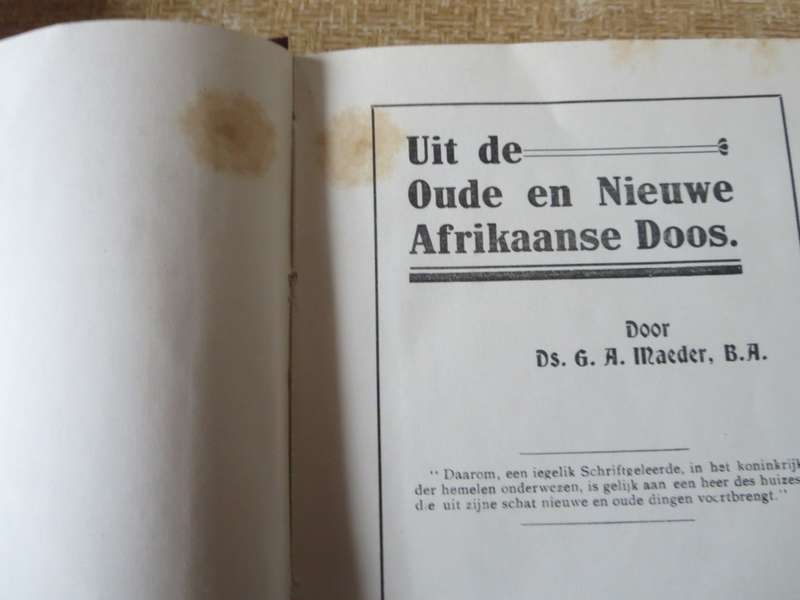 Uit de
Oude en Nieuwe
Afrikaanse Doos.
Door
Ds. G. A. Maeder, B.A.
" Daarom, een iegelik Schriftgeleerde, in het koninkrijk
der hemelen onderwezen, is gelijk aan een heer des huizes
die uit zijne schat nieuwe en oude dingen voortbrengt."